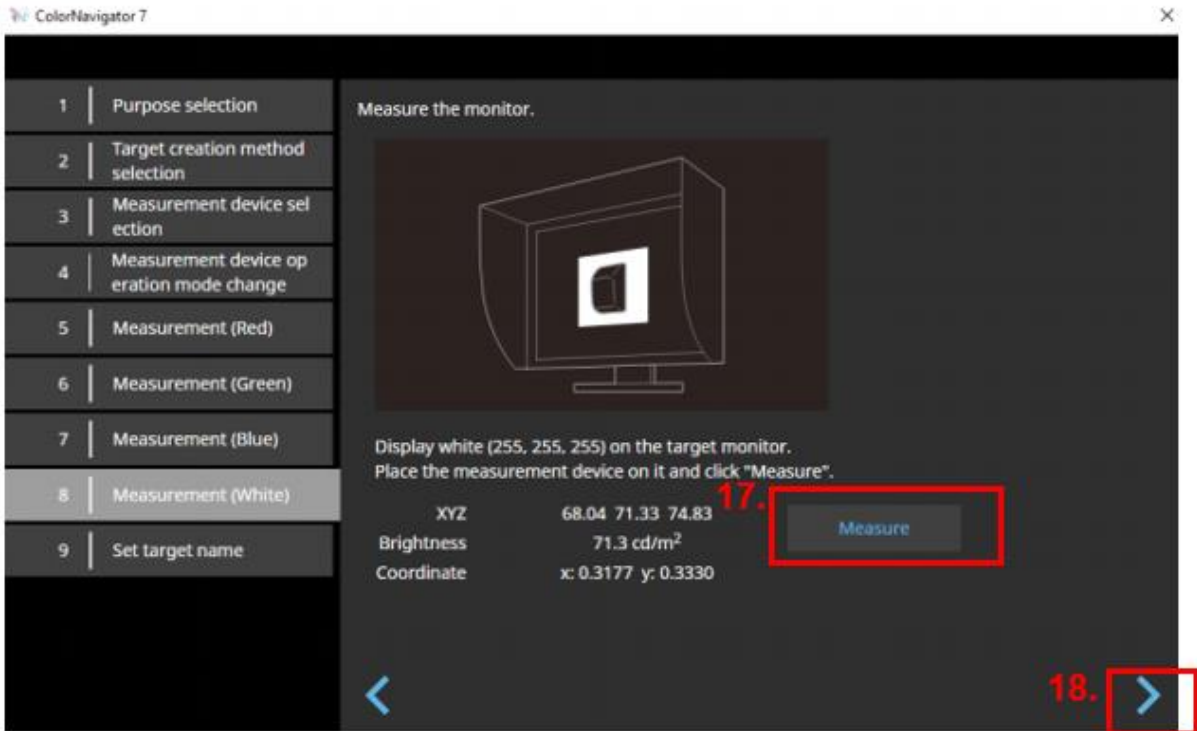 ColorNavigator 7
1 Purpose selection
2 Target creation method
selection
3 Measurement device sel
ection
4 Measurement device op
eration mode change
5 Measurement (Red)
6 Measurement (Green)
7 Measurement (Blue)
8 Measurement (White)
9 Set target name
Measure the monitor.
Display white (255, 255, 255) on the target monitor.
Place the measurement device on it and click "Measure".
XYZ 68.04 71.33 74.83
Brightness 71.3 cd/m²
Coordinate x: 0.3177 y: 0.3330
17.
Measure
18.